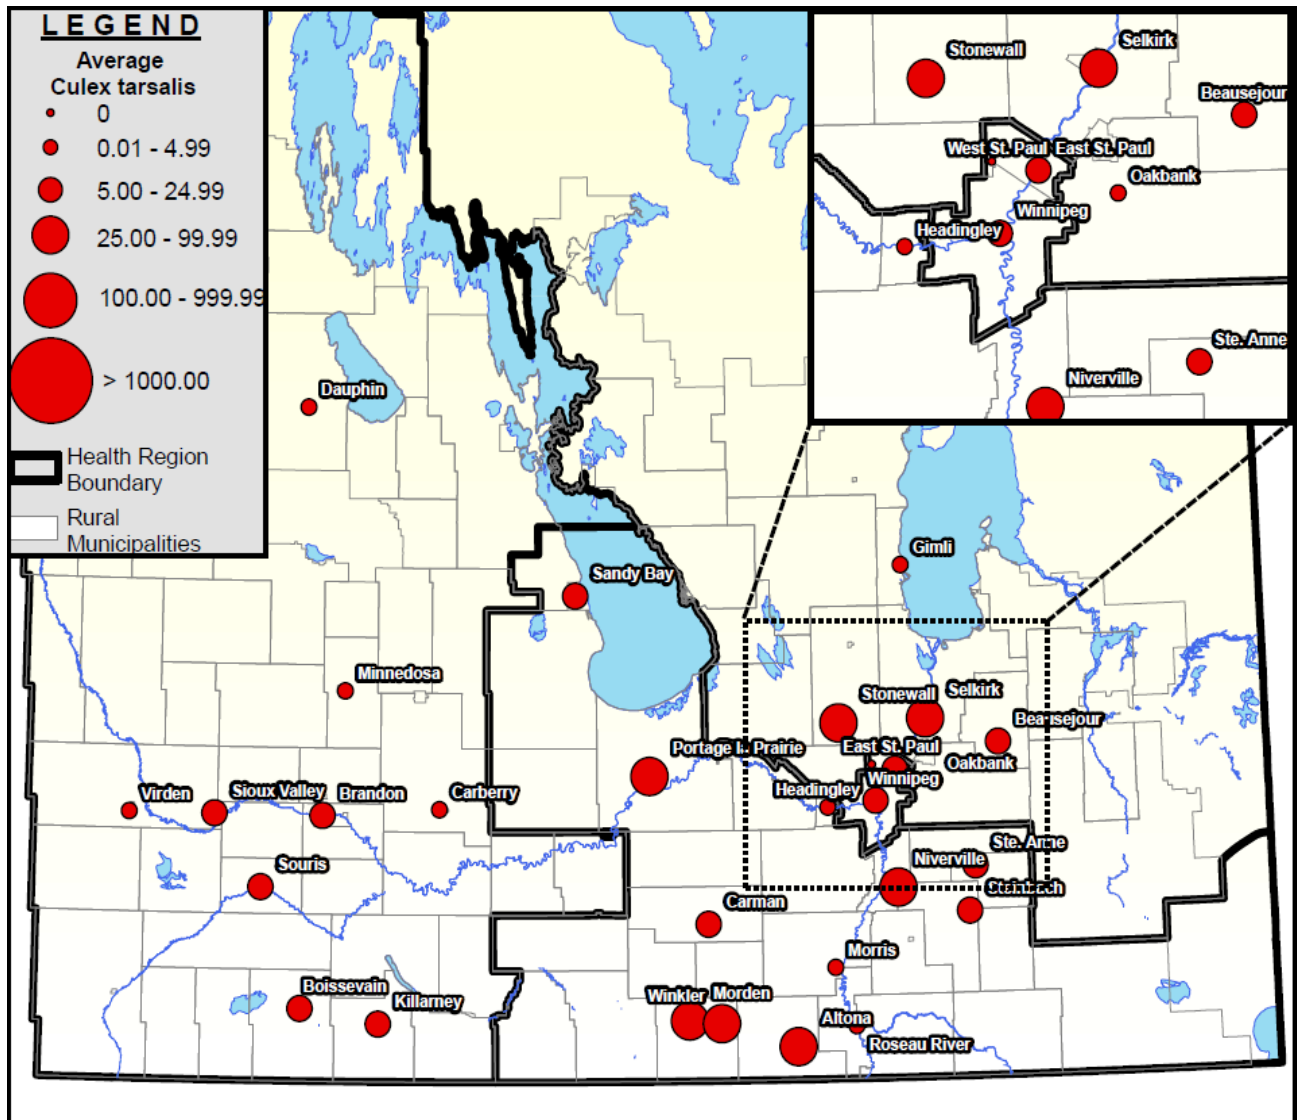 L E G E N D
Average
Culex tarsalis
0
0.01 - 4.99
5.00 - 24.99
25.00 - 99.99
100.00 - 999.99
> 1000.00
Health Region
Boundary
Rural
Municipalities
Stonewall
Selkirk
Beausejour
West St. Paul
East St. Paul
Oakbank
Winnipeg
Headingley
Ste. Anne
Niverville
Dauphin
Gimli
Sandy Bay
Minnedosa
Stonewall
Selkirk
Beausejour
Portage la Prairie
East St. Paul
Oakbank
Winnipeg
Headingley
Virden
Sioux Valley
Brandon
Carberry
Ste. Anne
Niverville
Souris
Steinbach
Carman
Morris
Boissevain
Killarney
Winkler
Morden
Altona
Roseau River